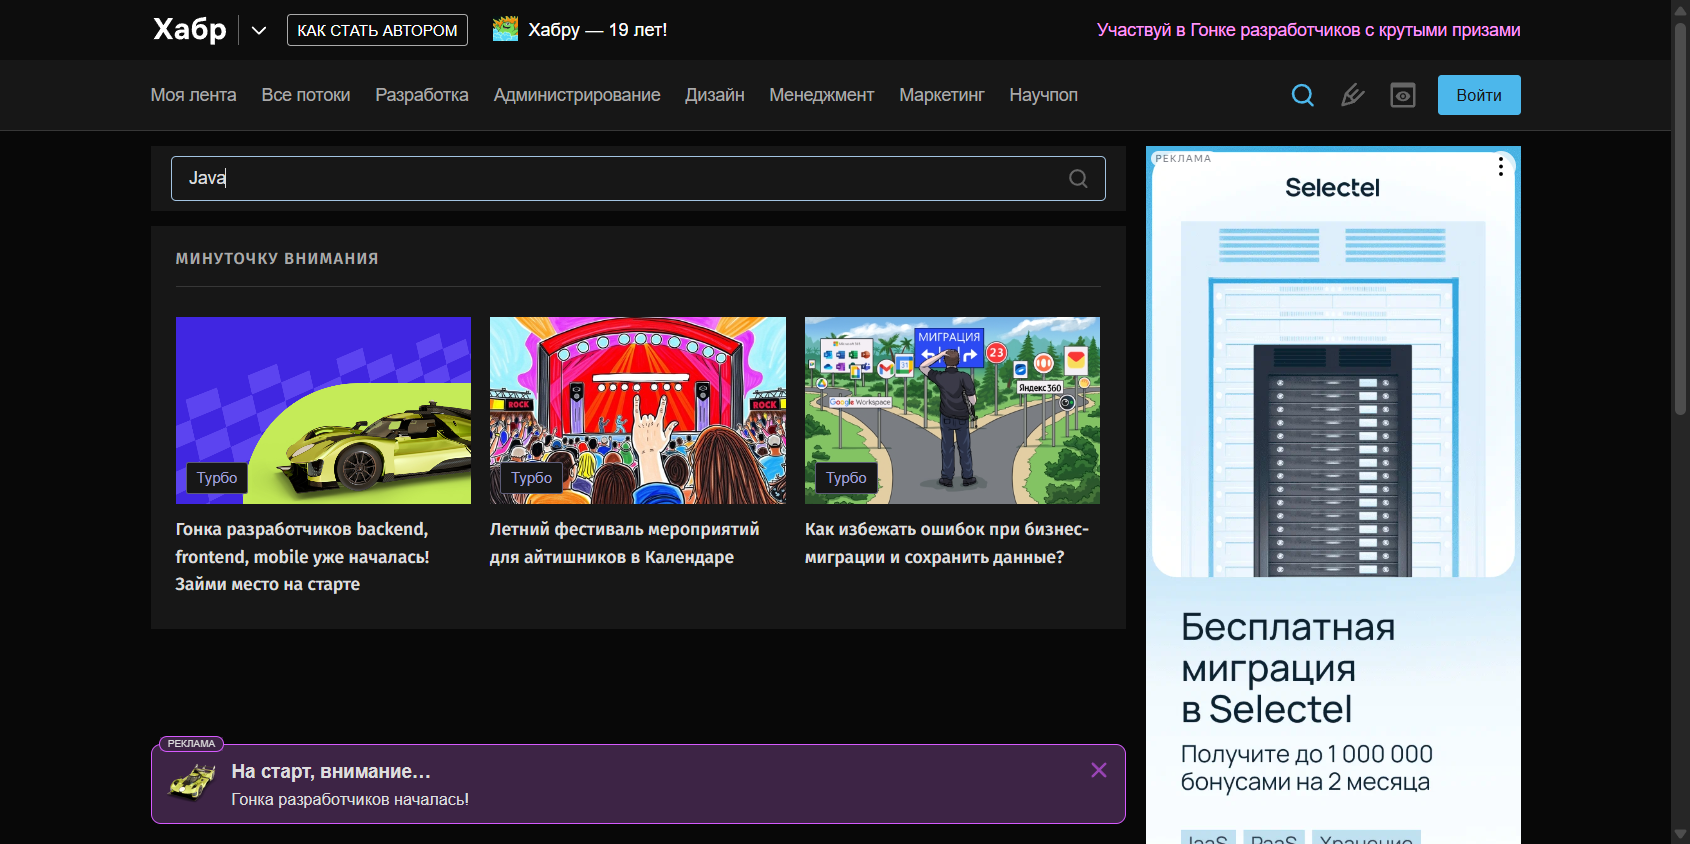 Хабр
КАК СТАТЬ АВТОРОМ
Хабру — 19 лет!
Участвуй в Гонке разработчиков с крутыми призами
Моя лента Все потоки Разработка Администрирование Дизайн Менеджмент Маркетинг Научпоп
Войти
Java
МИНУТОЧКУ ВНИМАНИЯ
Турбо
Гонка разработчиков backend,
frontend, mobile уже началась!
Займи место на старте
ROCK
ROCK
Турбо
Летний фестиваль мероприятий
для айтишников в Календаре
МИГРАЦИЯ
23
31
Яндекс 360
Google Workspace
Турбо
Как избежать ошибок при бизнес-
миграции и сохранить данные?
РЕКЛАМА
На старт, внимание…
Гонка разработчиков началась!
РЕКЛАМА
Selectel
Бесплатная
миграция
в Selectel
Получите до 1 000 000
бонусами на 2 месяца
IaaS PaaS Хранение